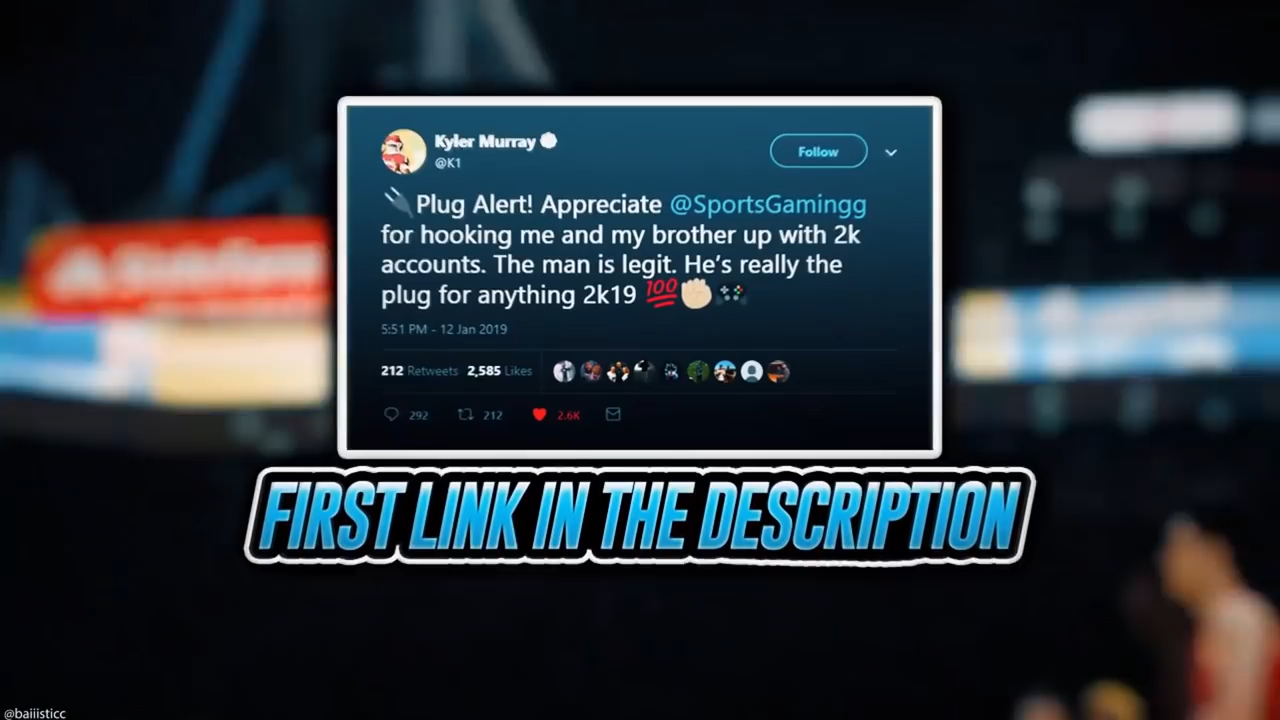 Kyler Murray
@K1
Follow
Plug Alert! Appreciate @SportsGamingg
for hooking me and my brother up with 2k
accounts. The man is legit. He's really the
plug for anything 2k19 💯✊🏼🎮
5:51 PM - 12 Jan 2019
212 Retweets 2,585 Likes
292 212 2.6K
FIRST LINK IN THE DESCRIPTION
@baiiisticc